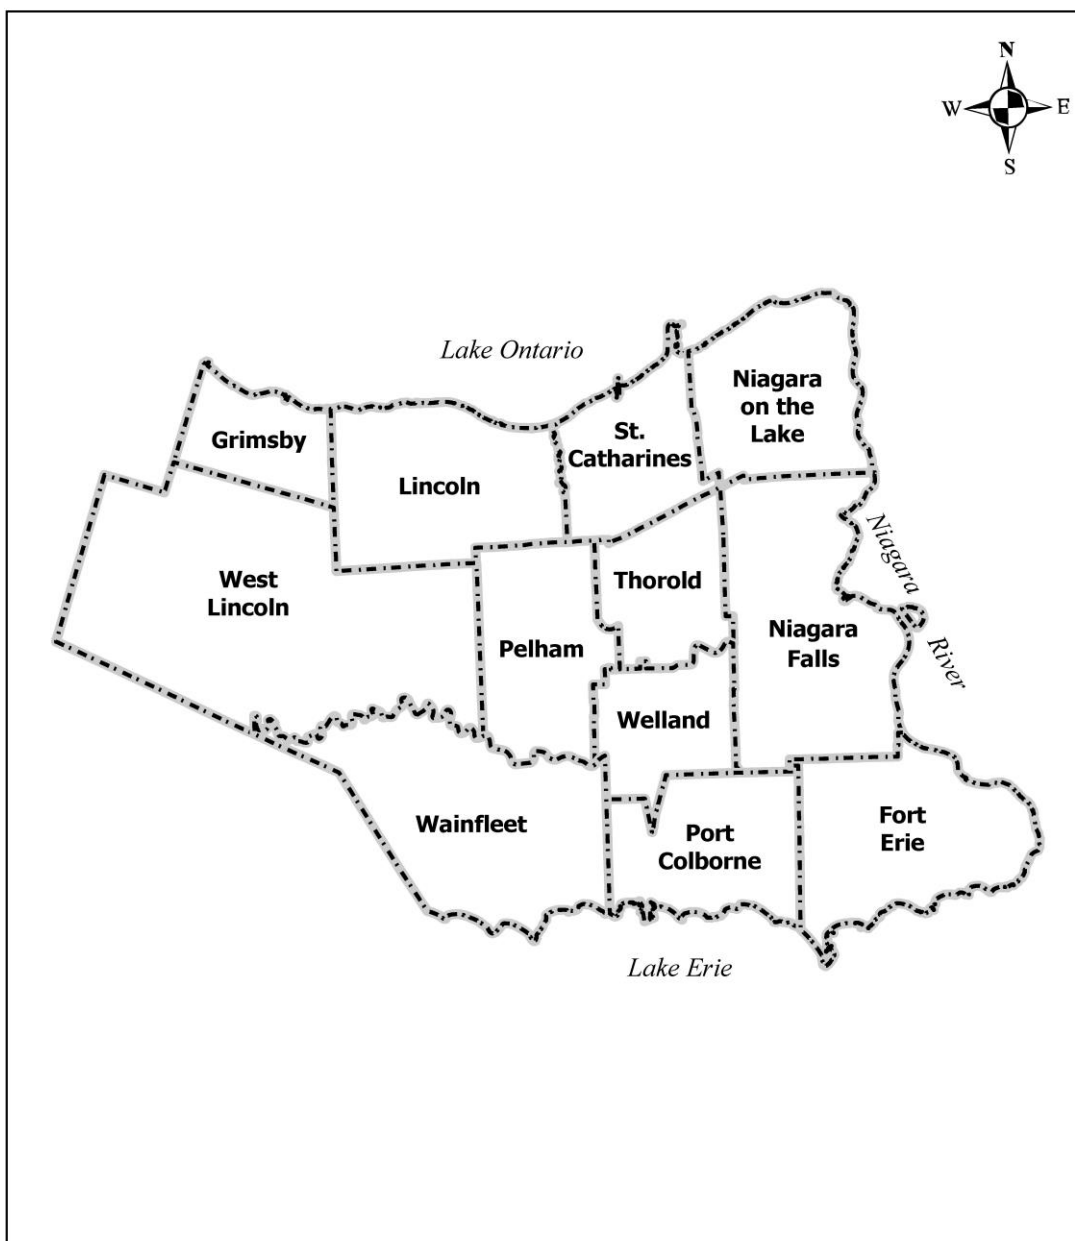 N
W E
S
Lake Ontario
Niagara
on the
Lake
Grimsby
St.
Catharines
Lincoln
Niagara
River
West
Lincoln
Thorold
Pelham
Niagara
Falls
Welland
Wainfleet
Port
Colborne
Fort
Erie
Lake Erie